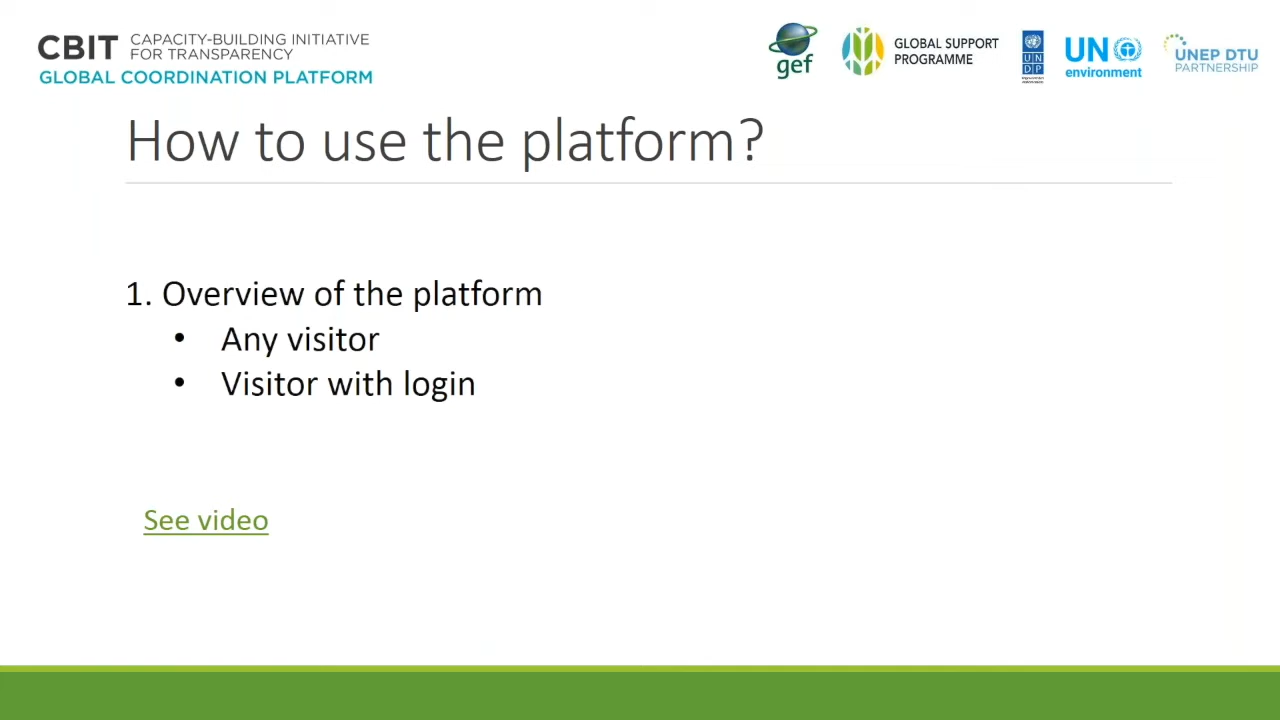 CBIT CAPACITY-BUILDING INITIATIVE
FOR TRANSPARENCY
GLOBAL COORDINATION PLATFORM
gef
GLOBAL SUPPORT
PROGRAMME
U N
D P
UN
environment
UNEP DTU
PARTNERSHIP
How to use the platform?
1. Overview of the platform
• Any visitor
• Visitor with login
See video